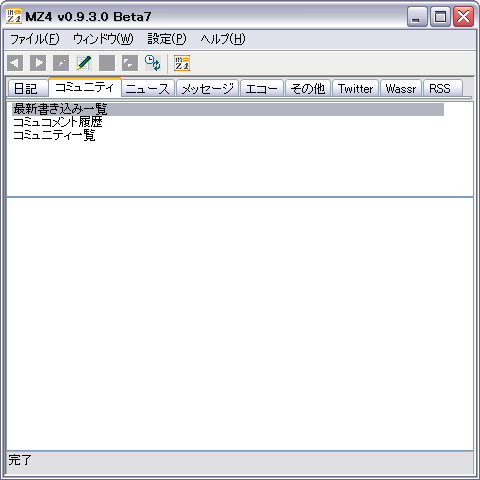 MZ4 v0.9.3.0 Beta7
ファイル(F) ウィンドウ(W) 設定(P) ヘルプ(H)
日記 コミュニティ ニュース メッセージ エコー その他 Twitter Wassr RSS
最新書き込み一覧
コミュコメント履歴
コミュニティ一覧
完了